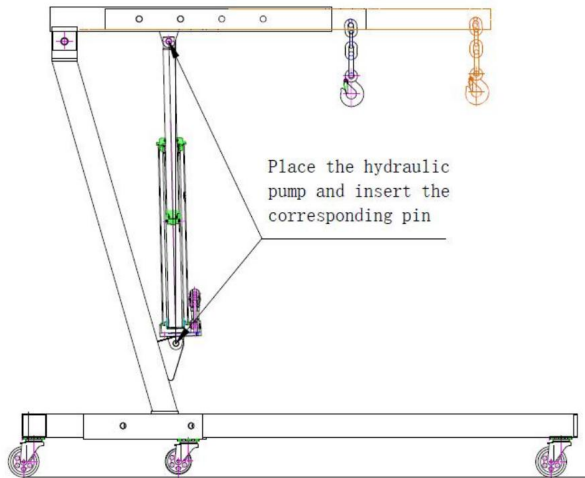 Place the hydraulic
pump and insert the
corresponding pin